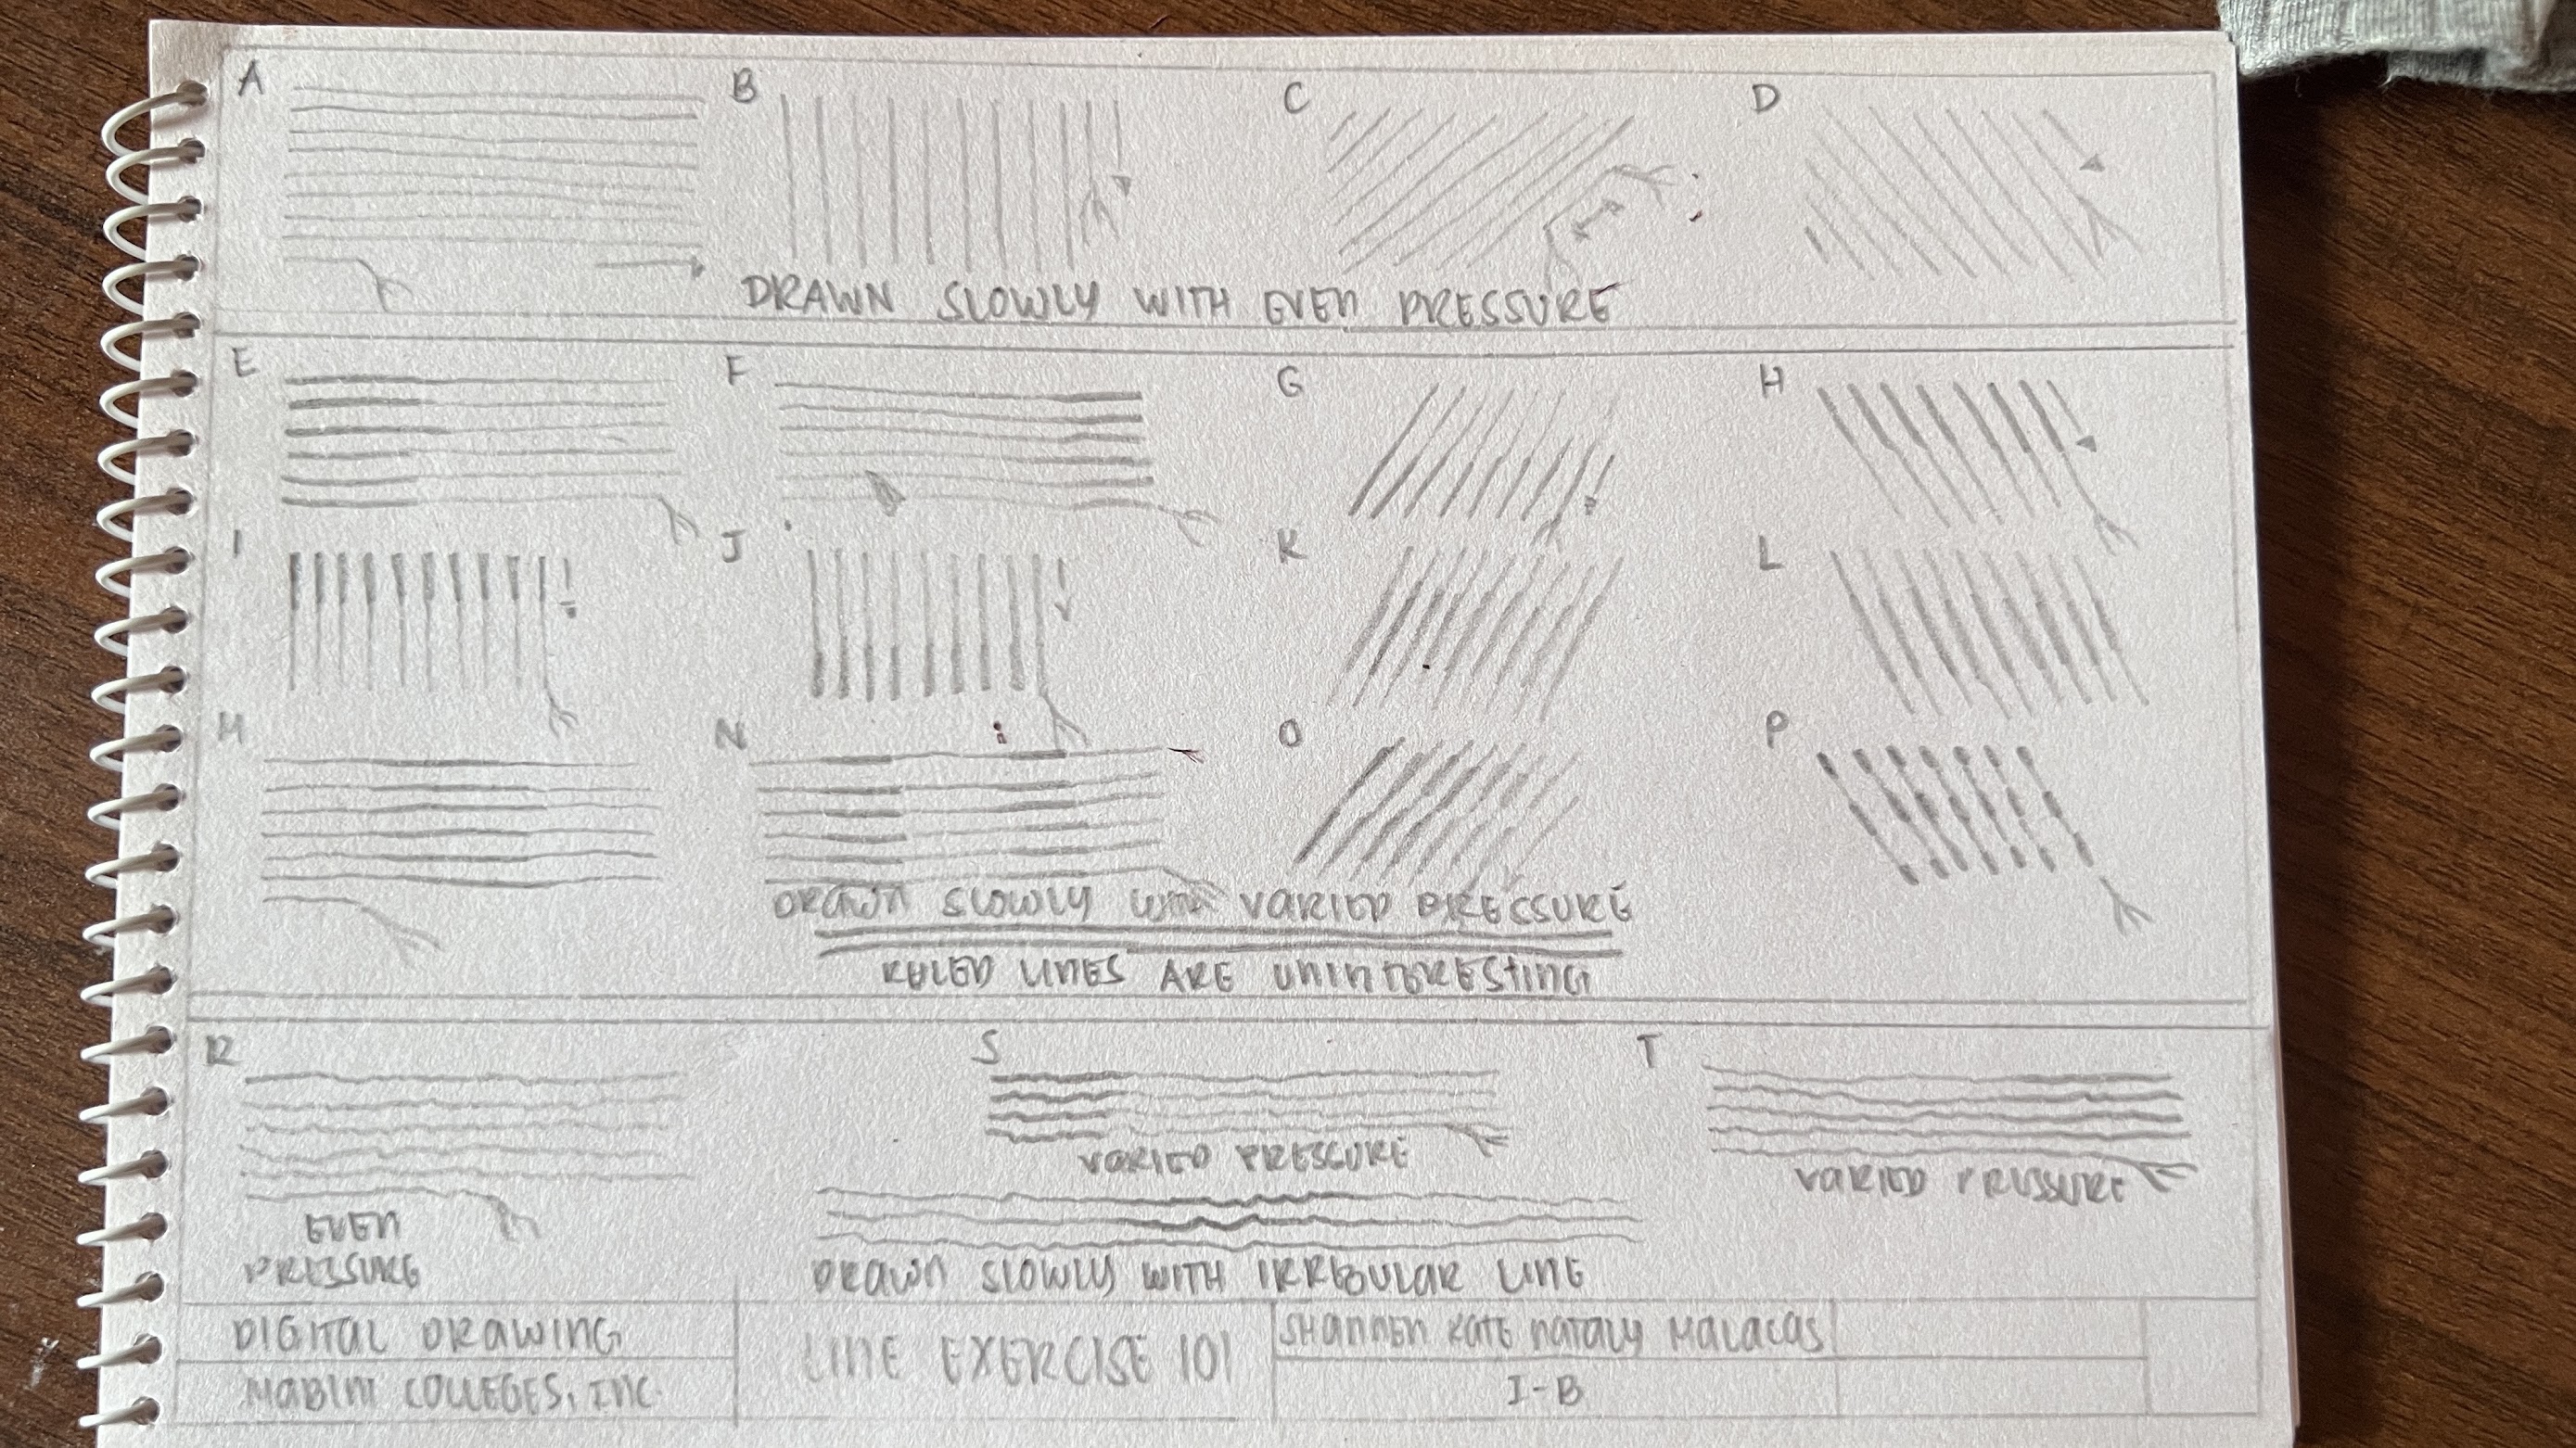 A B C D
DRAWN SLOWLY WITH EVEN PRESSURE
E F G H
I J K L
M N O P
DRAWN SLOWLY WITH VARIED PRESSURE
RULED LINES ARE UNINTERESTING
R S T
VARIED PRESSURE
VARIED PRESSURE
EVEN
PRESSURE
DRAWN SLOWLY WITH IRREGULAR LINE
DIGITAL DRAWING
MABINI COLLEGES, INC.
LINE EXERCISE 101
SHANNEN KATE NATALY MALACAS
I-B